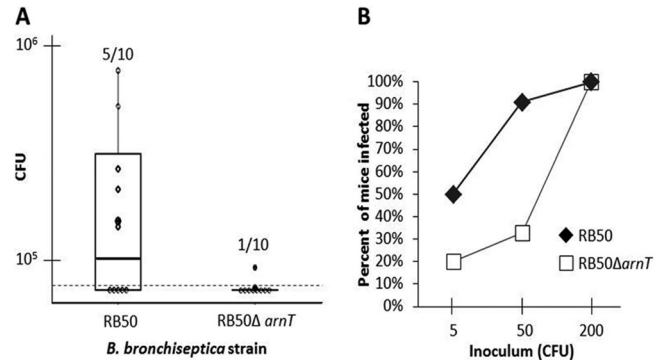 A
10⁶
5/10
CFU
10⁵
1/10
RB50
RB50Δ arnT
B. bronchiseptica strain
B
Percent of mice infected
100%
90%
80%
70%
60%
50%
40%
30%
20%
10%
0%
RB50
RB50ΔarnT
5
50
200
Inoculum (CFU)